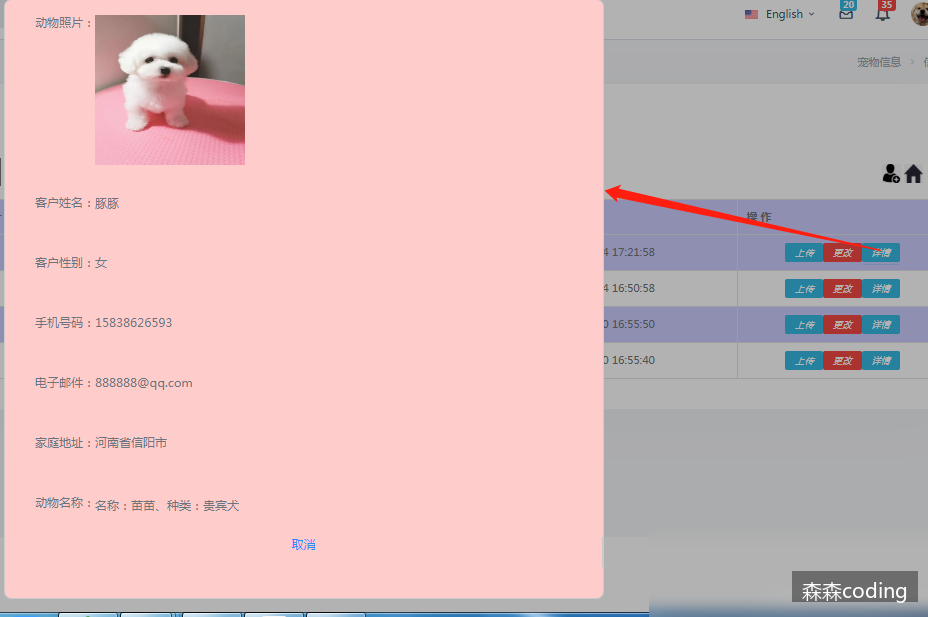 动物照片：
客户姓名：豚豚
客户性别：女
手机号码：15838626593
电子邮件：888888@qq.com
家庭地址：河南省信阳市
动物名称：名称：苗苗、种类：贵宾犬
取消
English
20
35
宠物信息
操 作
4 17:21:58
上传 更改 详情
4 16:50:58
上传 更改 详情
0 16:55:50
上传 更改 详情
0 16:55:40
上传 更改 详情
森森coding